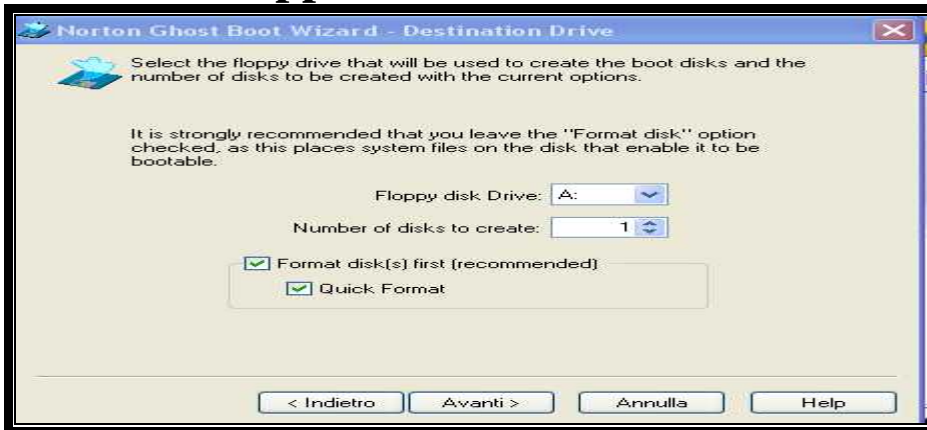 Norton Ghost Boot Wizard - Destination Drive
Select the floppy drive that will be used to create the boot disks and the
number of disks to be created with the current options.
It is strongly recommended that you leave the "Format disk" option
checked, as this places system files on the disk that enable it to be
bootable.
Floppy disk Drive: A:
Number of disks to create: 1
Format disk(s) first (recommended)
Quick Format
< Indietro Avanti > Annulla Help